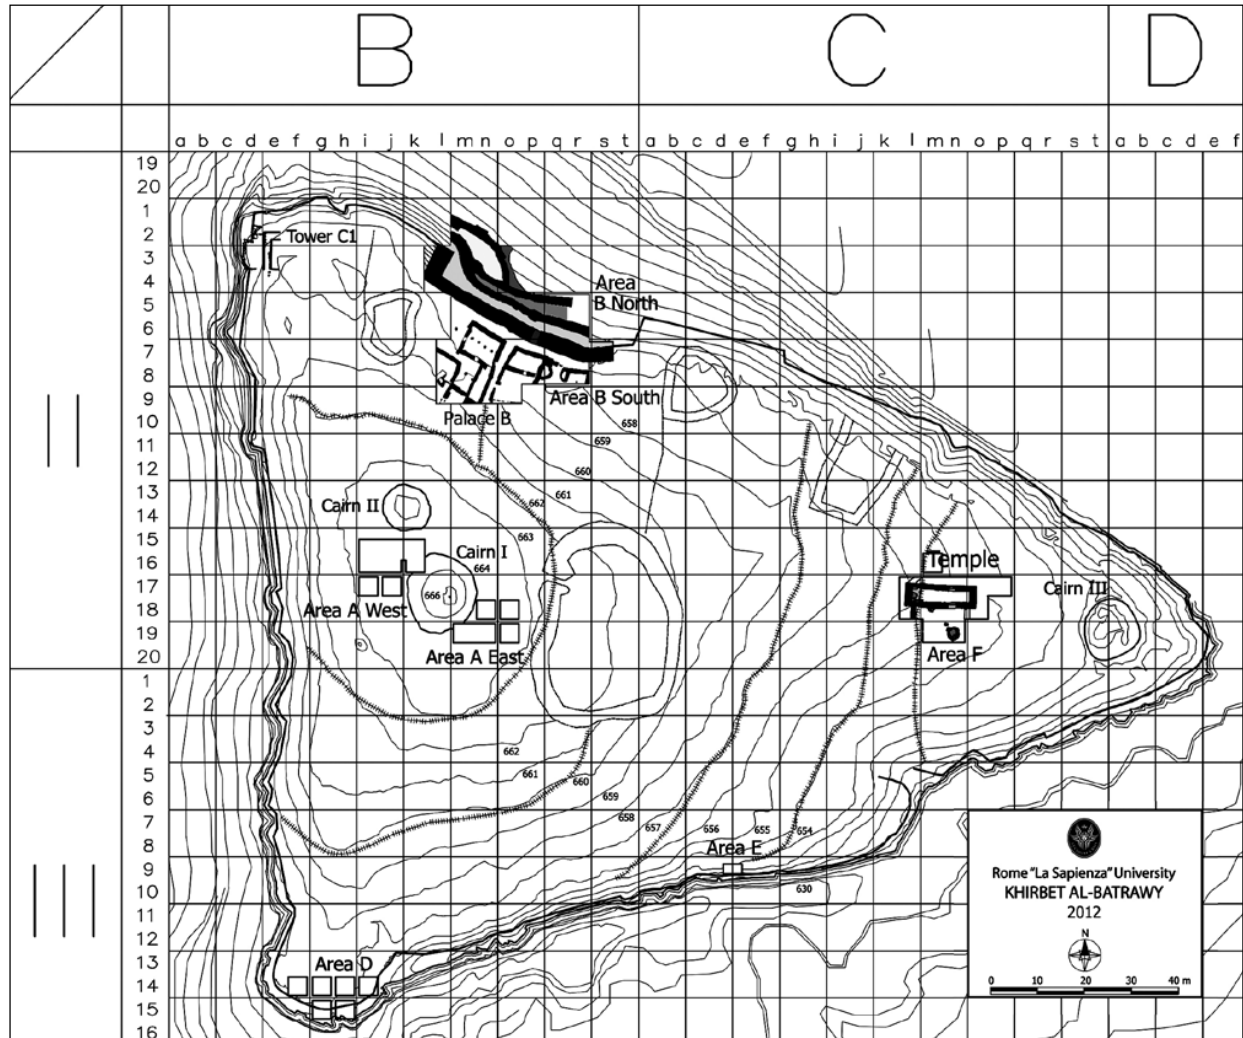 B C D
a b c d e f g h i j k l m n o p q r s t a b c d e f g h i j k l m n o p q r s t a b c d e f
19
20
1
2
Tower C1
3
4
Area
B North
5
6
7
8
II
9
Area B South
Palace B
10
658
11
659
12
660
13
661
662
Cairn II
14
15
663
Cairn I
16
664
Temple
17
666
Cairn III
Area A West
18
19
Area A East
Area F
20
1
2
3
662
4
661
5
660
6
659
7
658
657
656
655
654
8
Area E
III
9
630
10
11
12
13
Area D
14
15
16
Rome "La Sapienza" University
KHIRBET AL-BATRAWY
2012
N
0 10 20 30 40 m